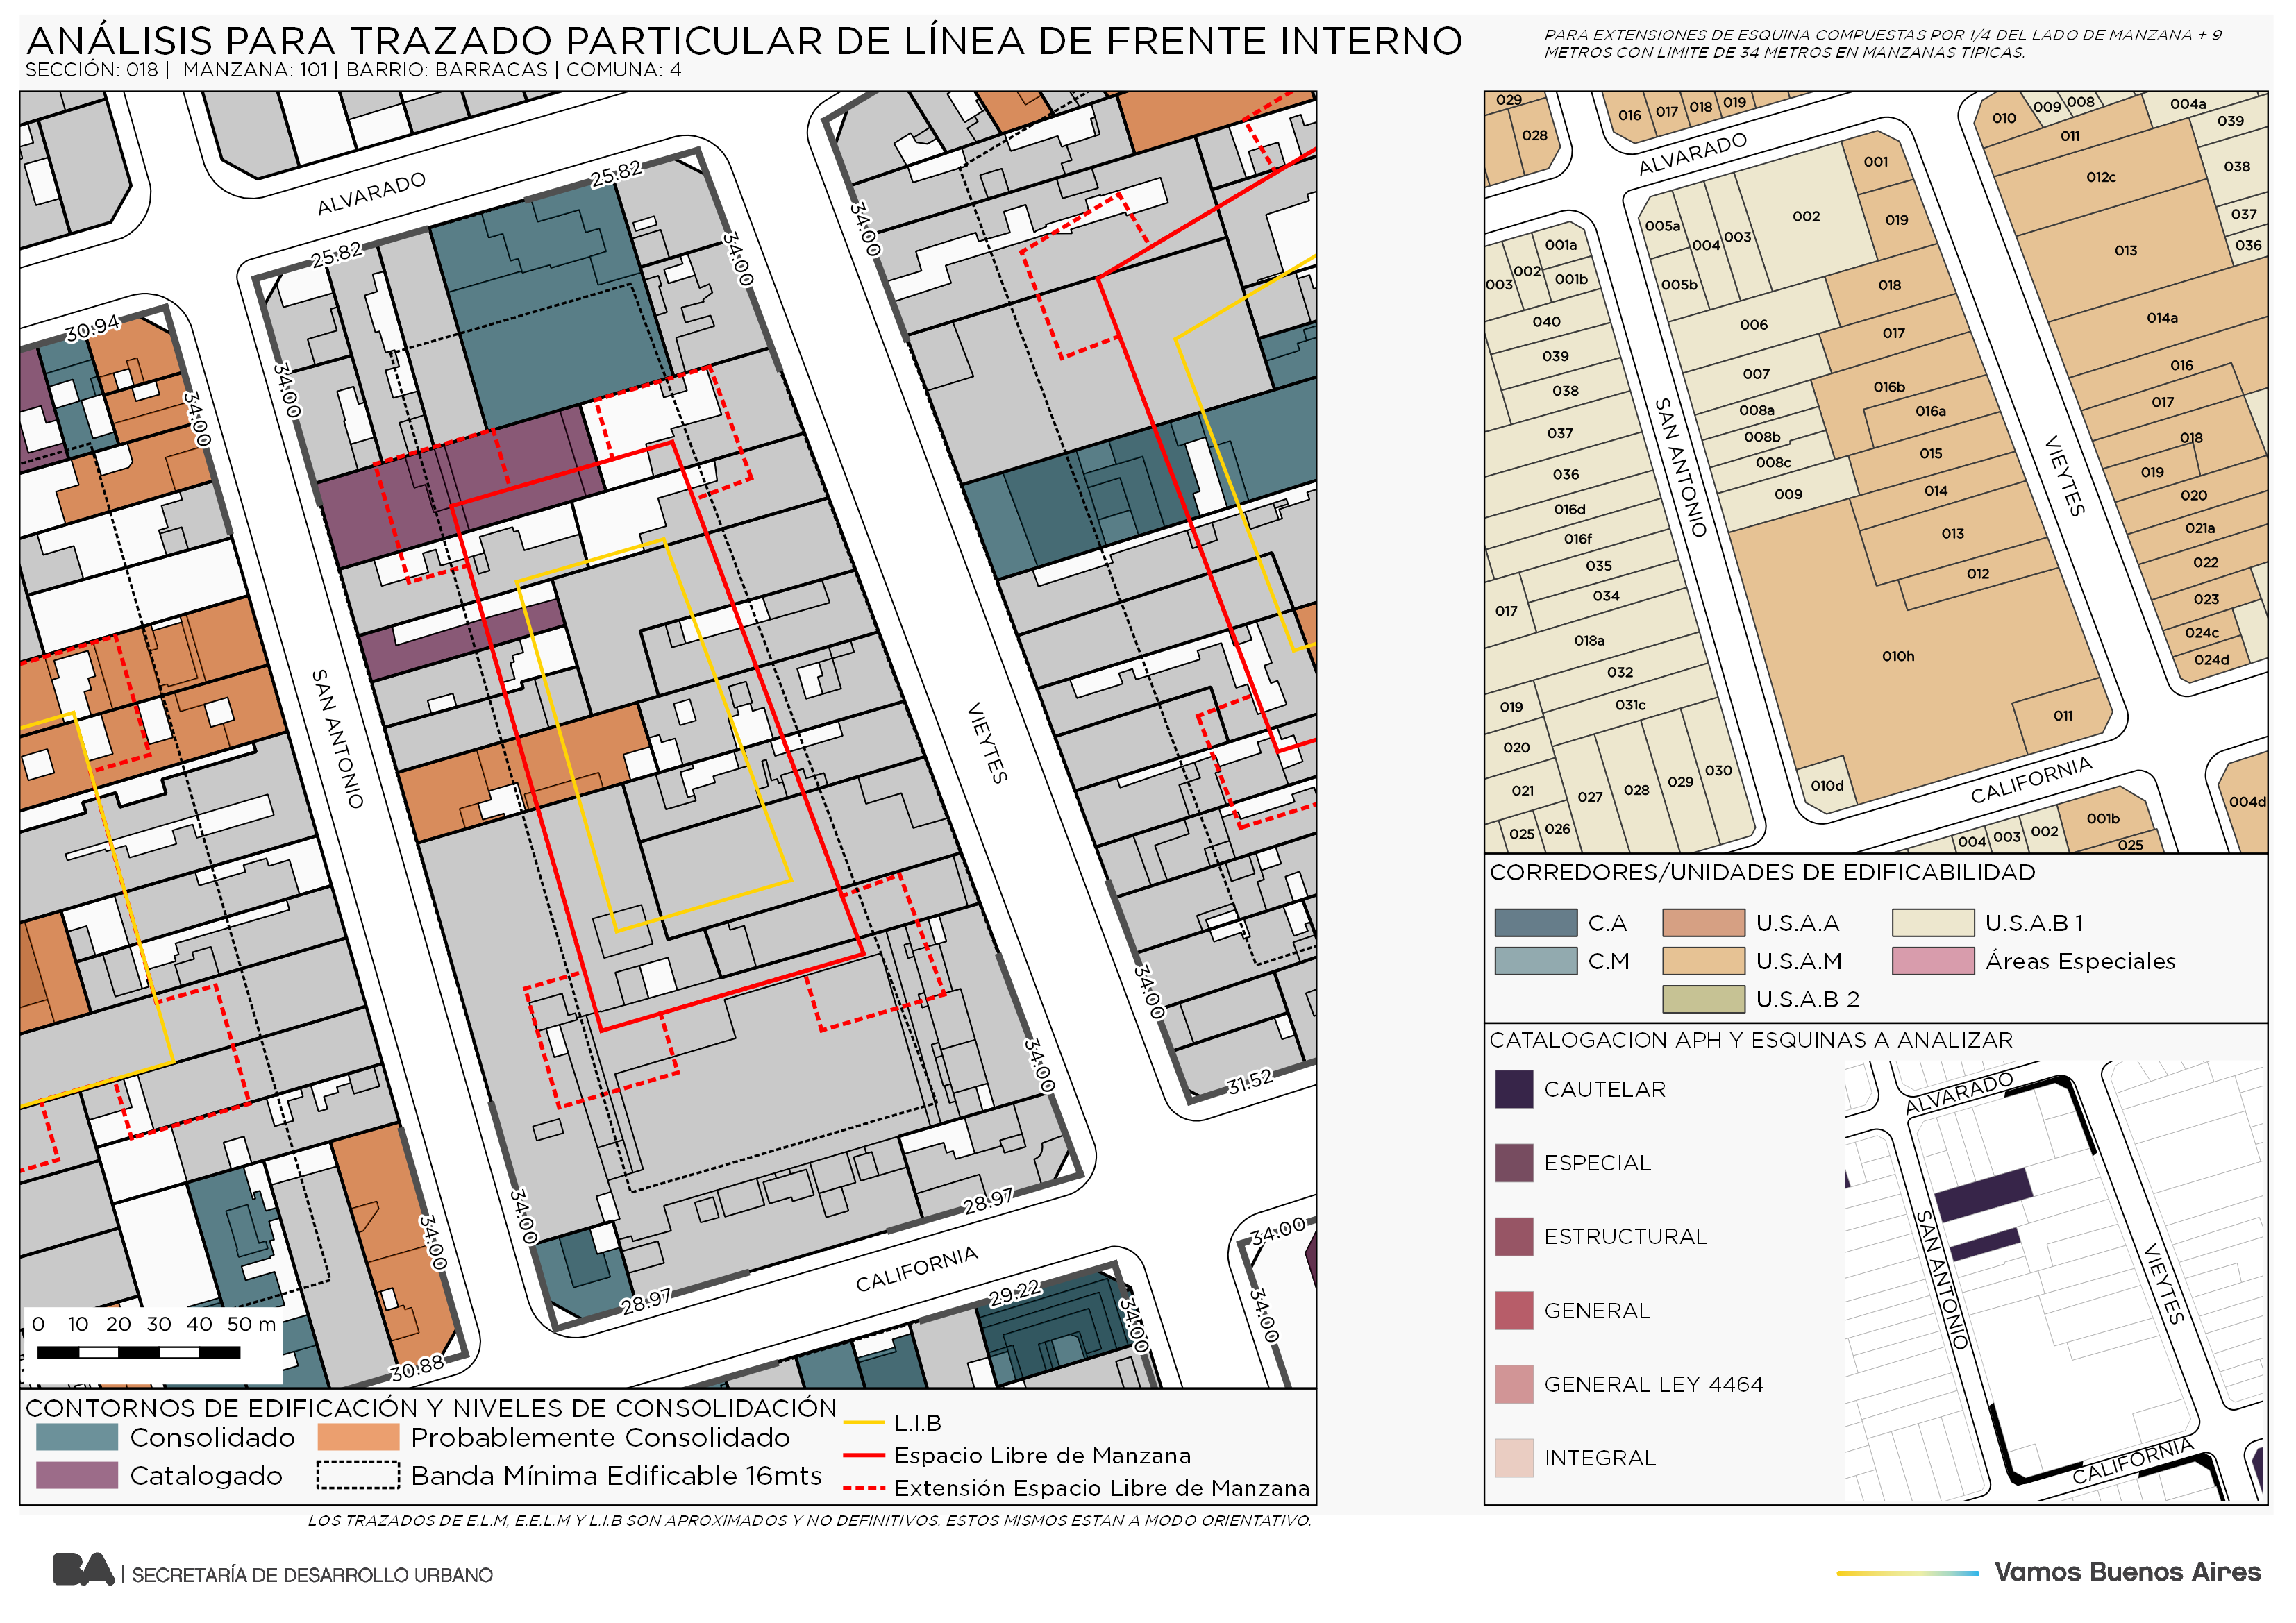 ANÁLISIS PARA TRAZADO PARTICULAR DE LÍNEA DE FRENTE INTERNO
SECCIÓN: 018 | MANZANA: 101 | BARRIO: BARRACAS | COMUNA: 4
PARA EXTENSIONES DE ESQUINA COMPUESTAS POR 1/4 DEL LADO DE MANZANA + 9
METROS CON LIMITE DE 34 METROS EN MANZANAS TIPICAS.
ALVARADO
25.82
25.82
34.00
34.00
34.00
30.94
34.00
SAN ANTONIO
VIEYTES
34.00
34.00
31.52
34.00
28.97
28.97
CALIFORNIA
29.22
34.00
34.00
34.00
34.00
30.88
0 10 20 30 40 50 m
CONTORNOS DE EDIFICACIÓN Y NIVELES DE CONSOLIDACIÓN
Consolidado
Probablemente Consolidado
Catalogado
Banda Mínima Edificable 16mts
L.I.B
Espacio Libre de Manzana
Extensión Espacio Libre de Manzana
LOS TRAZADOS DE E.L.M, E.E.L.M Y L.I.B SON APROXIMADOS Y NO DEFINITIVOS. ESTOS MISMOS ESTAN A MODO ORIENTATIVO.
029
028
016
017
018
019
ALVARADO
010
009
008
004a
011
039
012c
038
037
036
013
014a
016
017
018
019
020
021a
022
023
024c
024d
001
019
002
003
004
005a
005b
018
006
017
007
016b
016a
008a
008b
008c
015
009
014
013
012
010h
011
010d
001a
001b
002
003
040
039
038
037
036
016d
016f
035
034
017
018a
032
031c
019
020
021
025
026
027
028
029
030
SAN ANTONIO
VIEYTES
CALIFORNIA
004
003
002
001b
025
004d
CORREDORES/UNIDADES DE EDIFICABILIDAD
C.A
U.S.A.A
U.S.A.B 1
C.M
U.S.A.M
Áreas Especiales
U.S.A.B 2
CATALOGACION APH Y ESQUINAS A ANALIZAR
CAUTELAR
ESPECIAL
ESTRUCTURAL
GENERAL
GENERAL LEY 4464
INTEGRAL
ALVARADO
SAN ANTONIO
VIEYTES
CALIFORNIA
BA | SECRETARÍA DE DESARROLLO URBANO
Vamos Buenos Aires